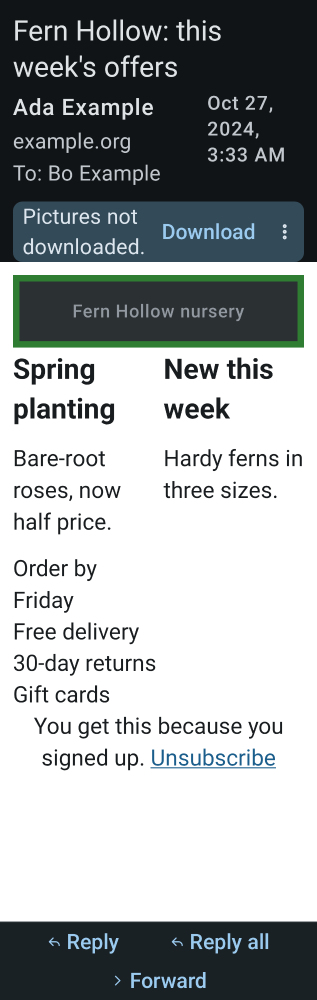 Fern Hollow: this
week's offers
Ada Example
example.org
To: Bo Example
Oct 27,
2024,
3:33 AM
Pictures not
downloaded.
Download
Fern Hollow nursery
Spring
planting
Bare-root
roses, now
half price.
Order by
Friday
New this
week
Hardy ferns in
three sizes.
Free delivery
30-day returns
Gift cards
You get this because you
signed up. Unsubscribe
Reply
Reply all
Forward